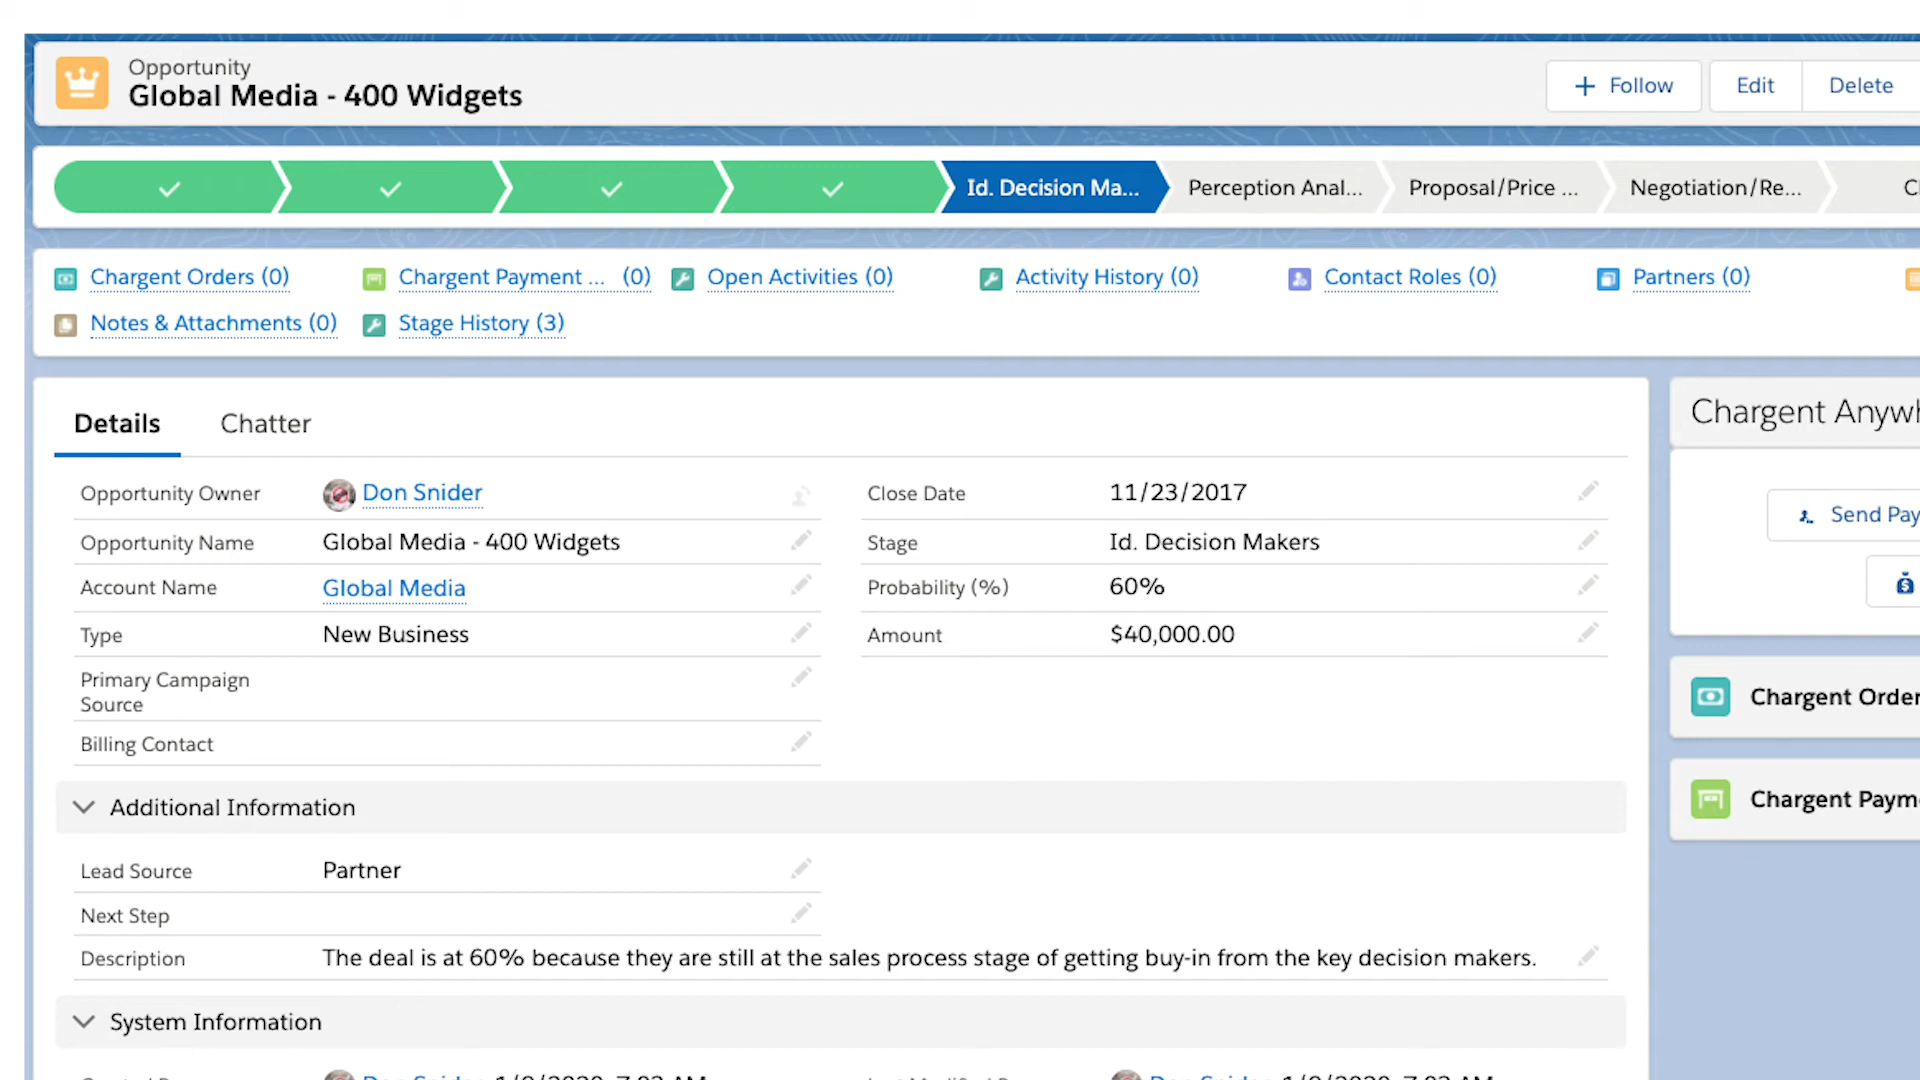 Opportunity
Global Media - 400 Widgets
Follow
Edit
Delete
Id. Decision Ma...
Perception Anal...
Proposal/Price ...
Negotiation/Re...
Chargent Orders (0)
Chargent Payment ... (0)
Open Activities (0)
Activity History (0)
Contact Roles (0)
Partners (0)
Notes & Attachments (0)
Stage History (3)
Details
Chatter
Chargent
Opportunity Owner
Don Snider
Close Date
11/23/2017
Send Pay
Opportunity Name
Global Media - 400 Widgets
Stage
Id. Decision Makers
Account Name
Global Media
Probability (%)
60%
Type
New Business
Amount
$40,000.00
Primary Campaign
Source
Billing Contact
Chargent Order
Chargent Paym
Additional Information
Lead Source
Partner
Next Step
Description
The deal is at 60% because they are still at the sales process stage of getting buy-in from the key decision makers.
System Information